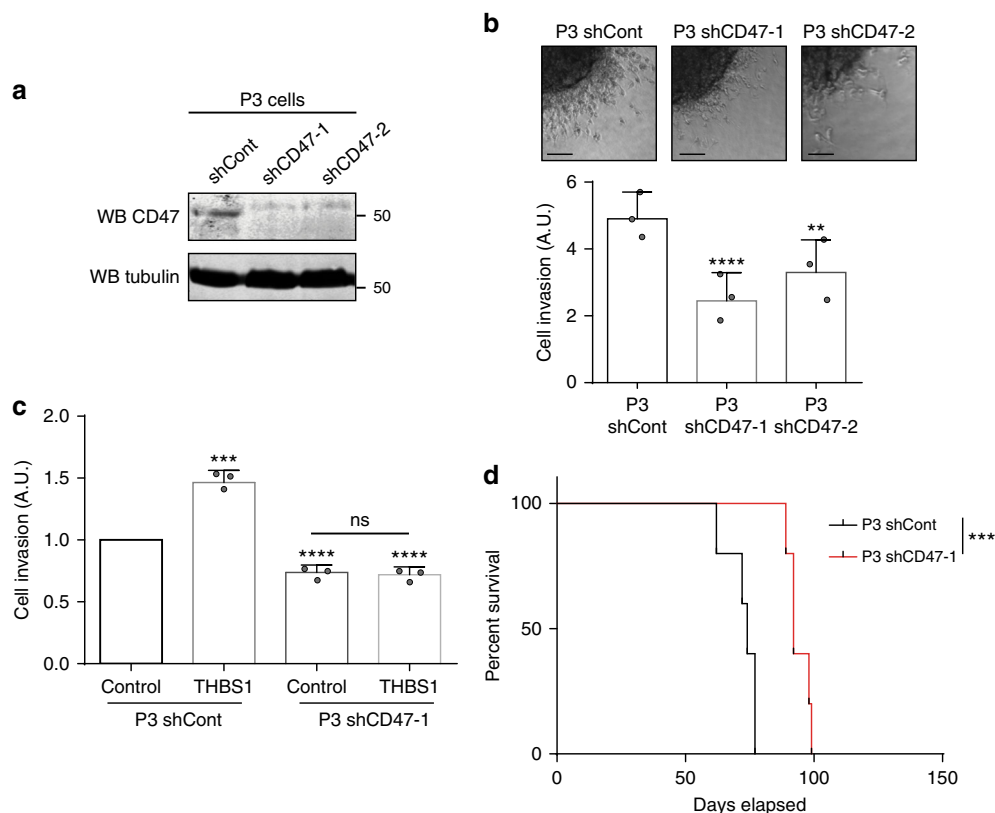 a
P3 cells
shCont
shCD47-1
shCD47-2
WB CD47
50
WB tubulin
50
b
P3 shCont
P3 shCD47-1
P3 shCD47-2
6
4
2
0
Cell invasion (A.U.)
****
**
P3
shCont
P3
shCD47-1
P3
shCD47-2
c
2.0
1.5
1.0
0.5
0.0
Cell invasion (A.U.)
***
ns
****
****
Control
THBS1
Control
THBS1
P3 shCont
P3 shCD47-1
d
100
50
0
Percent survival
P3 shCont
P3 shCD47-1
***
0
50
100
150
Days elapsed